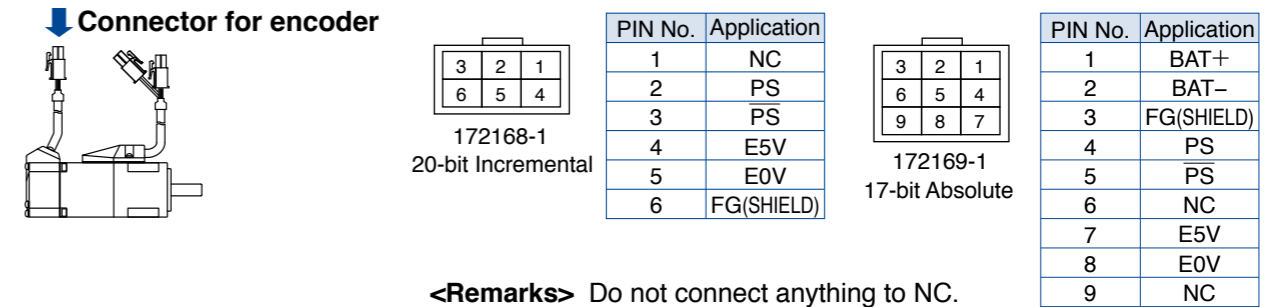 Connector for encoder
3 2 1
6 5 4
172168-1
20-bit Incremental
PIN No. Application
1 NC
2 PS
3 P̅S̅
4 E5V
5 E0V
6 FG(SHIELD)
3 2 1
6 5 4
9 8 7
172169-1
17-bit Absolute
PIN No. Application
1 BAT+
2 BAT−
3 FG(SHIELD)
4 PS
5 P̅S̅
6 NC
7 E5V
8 E0V
9 NC
<Remarks> Do not connect anything to NC.